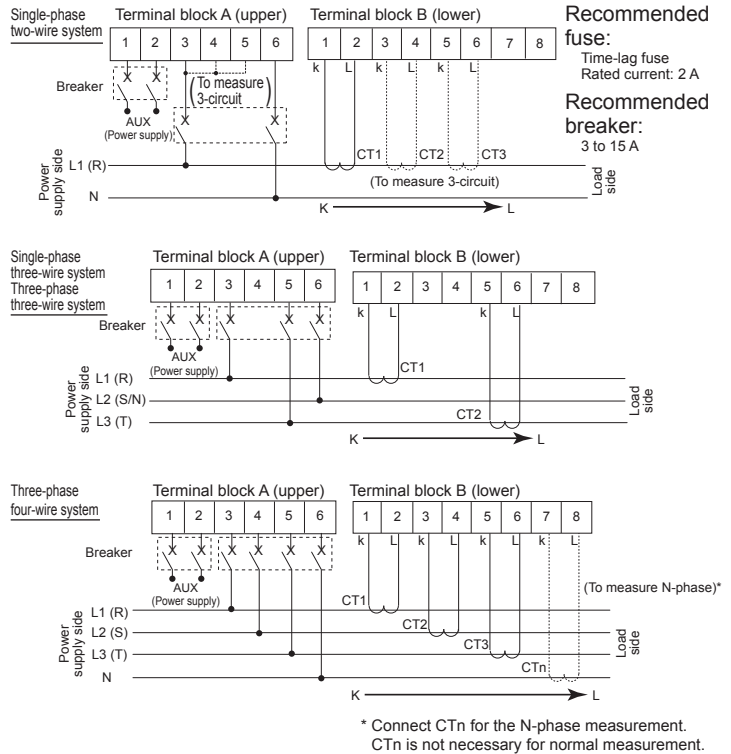 Single-phase
two-wire system
Terminal block A (upper)
1 2 3 4 5 6
Terminal block B (lower)
1 2 3 4 5 6 7 8
k L k L k L
Recommended
fuse:
Time-lag fuse
Rated current: 2 A
Recommended
breaker:
3 to 15 A
Breaker
AUX
(Power supply)
(To measure
3-circuit)
Power
supply side
L1 (R)
N
CT1 CT2 CT3
(To measure 3-circuit)
K L
Load
side
Single-phase
three-wire system
Three-phase
three-wire system
Terminal block A (upper)
1 2 3 4 5 6
Terminal block B (lower)
1 2 3 4 5 6 7 8
k L k L
Breaker
AUX
(Power supply)
Power
supply side
L1 (R)
L2 (S/N)
L3 (T)
CT1
CT2
K L
Load
side
Three-phase
four-wire system
Terminal block A (upper)
1 2 3 4 5 6
Terminal block B (lower)
1 2 3 4 5 6 7 8
k L k L k L k L
Breaker
AUX
(Power supply)
(To measure N-phase)*
Power
supply side
L1 (R)
L2 (S)
L3 (T)
N
CT1
CT2
CT3
CTn
K L
Load
side
* Connect CTn for the N-phase measurement.
CTn is not necessary for normal measurement.